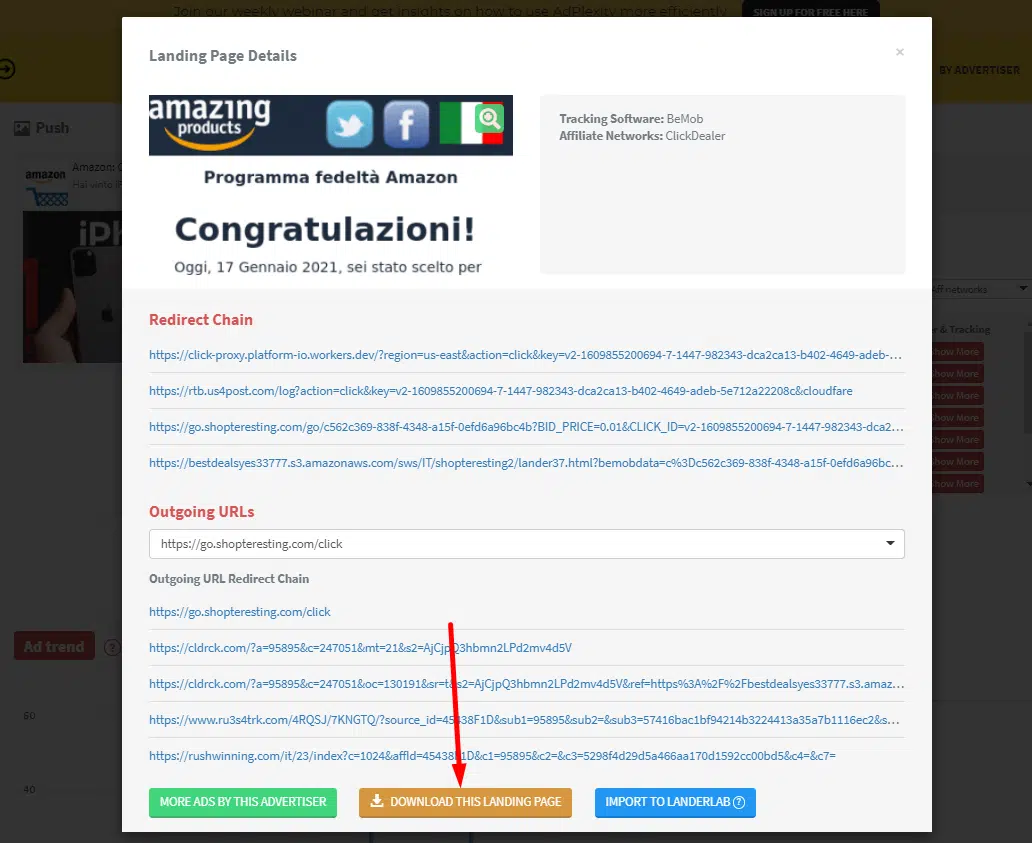 Join our weekly webinar and get insights on how to use AdPlexity more efficiently
SIGN UP FOR FREE HERE
BY ADVERTISER
Landing Page Details
×
Push
amazing
products
f
Programma fedeltà Amazon
Congratulazioni!
Oggi, 17 Gennaio 2021, sei stato scelto per
Tracking Software: BeMob
Affiliate Networks: ClickDealer
amazon
Amazon:
Hai vinto
iPh
Aff networks
& Tracking
Show More
Show More
Show More
Show More
Show More
Show More
Show More
Redirect Chain
https://click-proxy.platform-io.workers.dev/?region=us-east&action=click&key=v2-1609855200694-7-1447-982343-dca2ca13-b402-4649-adeb-...
https://rtb.us4post.com/log?action=click&key=v2-1609855200694-7-1447-982343-dca2ca13-b402-4649-adeb-5e712a22208c&cloudfare
https://go.shopteresting.com/go/c562c369-838f-4348-a15f-0efd6a96bc4b?BID_PRICE=0.01&CLICK_ID=v2-1609855200694-7-1447-982343-dca2...
https://bestdealsyes33777.s3.amazonaws.com/sws/IT/shopteresting2/lander37.html?bemobdata=c%3Dc562c369-838f-4348-a15f-0efd6a96bc...
Outgoing URLs
https://go.shopteresting.com/click
Outgoing URL Redirect Chain
https://go.shopteresting.com/click
https://cldrck.com/?a=95895&c=247051&mt=21&s2=AjCjpQ3hbmn2LPd2mv4d5V
https://cldrck.com/?a=95895&c=247051&oc=130191&sr=t&s2=AjCjpQ3hbmn2LPd2mv4d5V&ref=https%3A%2F%2Fbestdealsyes33777.s3.amaz...
https://www.ru3s4trk.com/4RQSJ/7KNGTQ/?source_id=45438F1D&sub1=95895&sub2=&sub3=57416bac1bf94214b3224413a35a7b1116ec2&s...
https://rushwinning.com/it/23/index?c=1024&affId=45438F1D&c1=95895&c2=&c3=5298f4d29d5a466aa170d1592cc00bd5&c4=&c7=
Ad trend
?
60
40
MORE ADS BY THIS ADVERTISER
DOWNLOAD THIS LANDING PAGE
IMPORT TO LANDERLAB ?